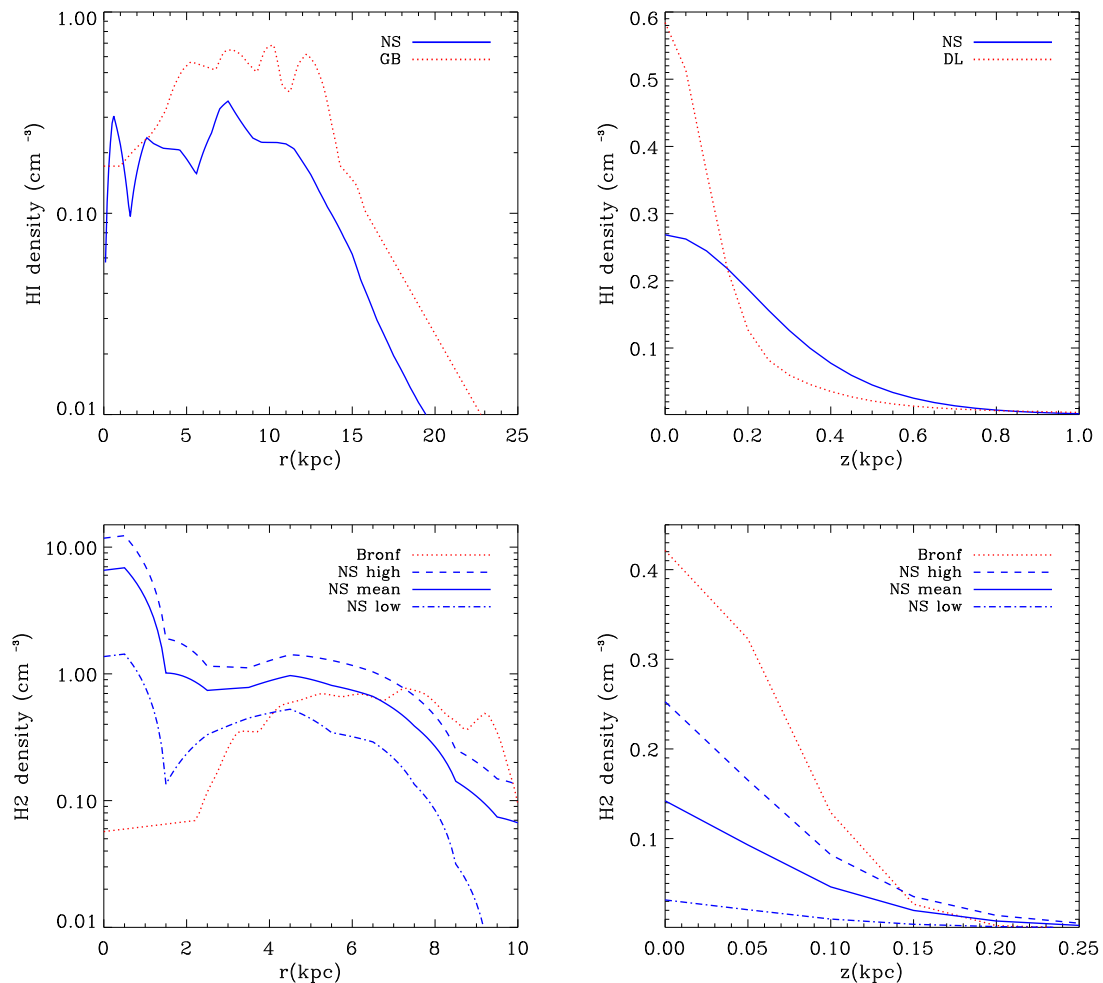 1.00
0.10
0.01
HI density (cm ⁻³)
NS
GB
0 5 10 15 20 25
r(kpc)
0.6
0.5
0.4
0.3
0.2
0.1
HI density (cm ⁻³)
NS
DL
0.0 0.2 0.4 0.6 0.8 1.0
z(kpc)
10.00
1.00
0.10
0.01
H2 density (cm ⁻³)
Bronf
NS high
NS mean
NS low
0 2 4 6 8 10
r(kpc)
0.4
0.3
0.2
0.1
H2 density (cm ⁻³)
Bronf
NS high
NS mean
NS low
0.00 0.05 0.10 0.15 0.20 0.25
z(kpc)